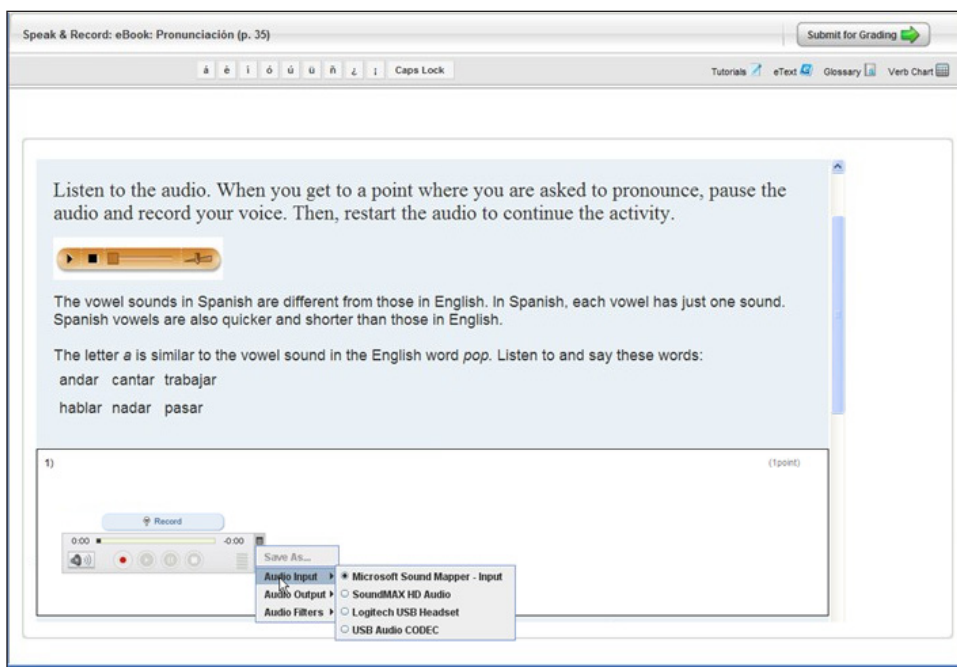 Speak & Record: eBook: Pronunciación (p. 35)
Submit for Grading
á è ì ó ú ü ñ ¿ ¡ Caps Lock
Tutorials eText Glossary Verb Chart
Listen to the audio. When you get to a point where you are asked to pronounce, pause the
audio and record your voice. Then, restart the audio to continue the activity.
The vowel sounds in Spanish are different from those in English. In Spanish, each vowel has just one sound.
Spanish vowels are also quicker and shorter than those in English.
The letter a is similar to the vowel sound in the English word pop. Listen to and say these words:
andar cantar trabajar
hablar nadar pasar
1)
(1point)
Record
0:00 -0:00
Save As...
Audio Input
Audio Output
Audio Filters
Microsoft Sound Mapper - Input
SoundMAX HD Audio
Logitech USB Headset
USB Audio CODEC